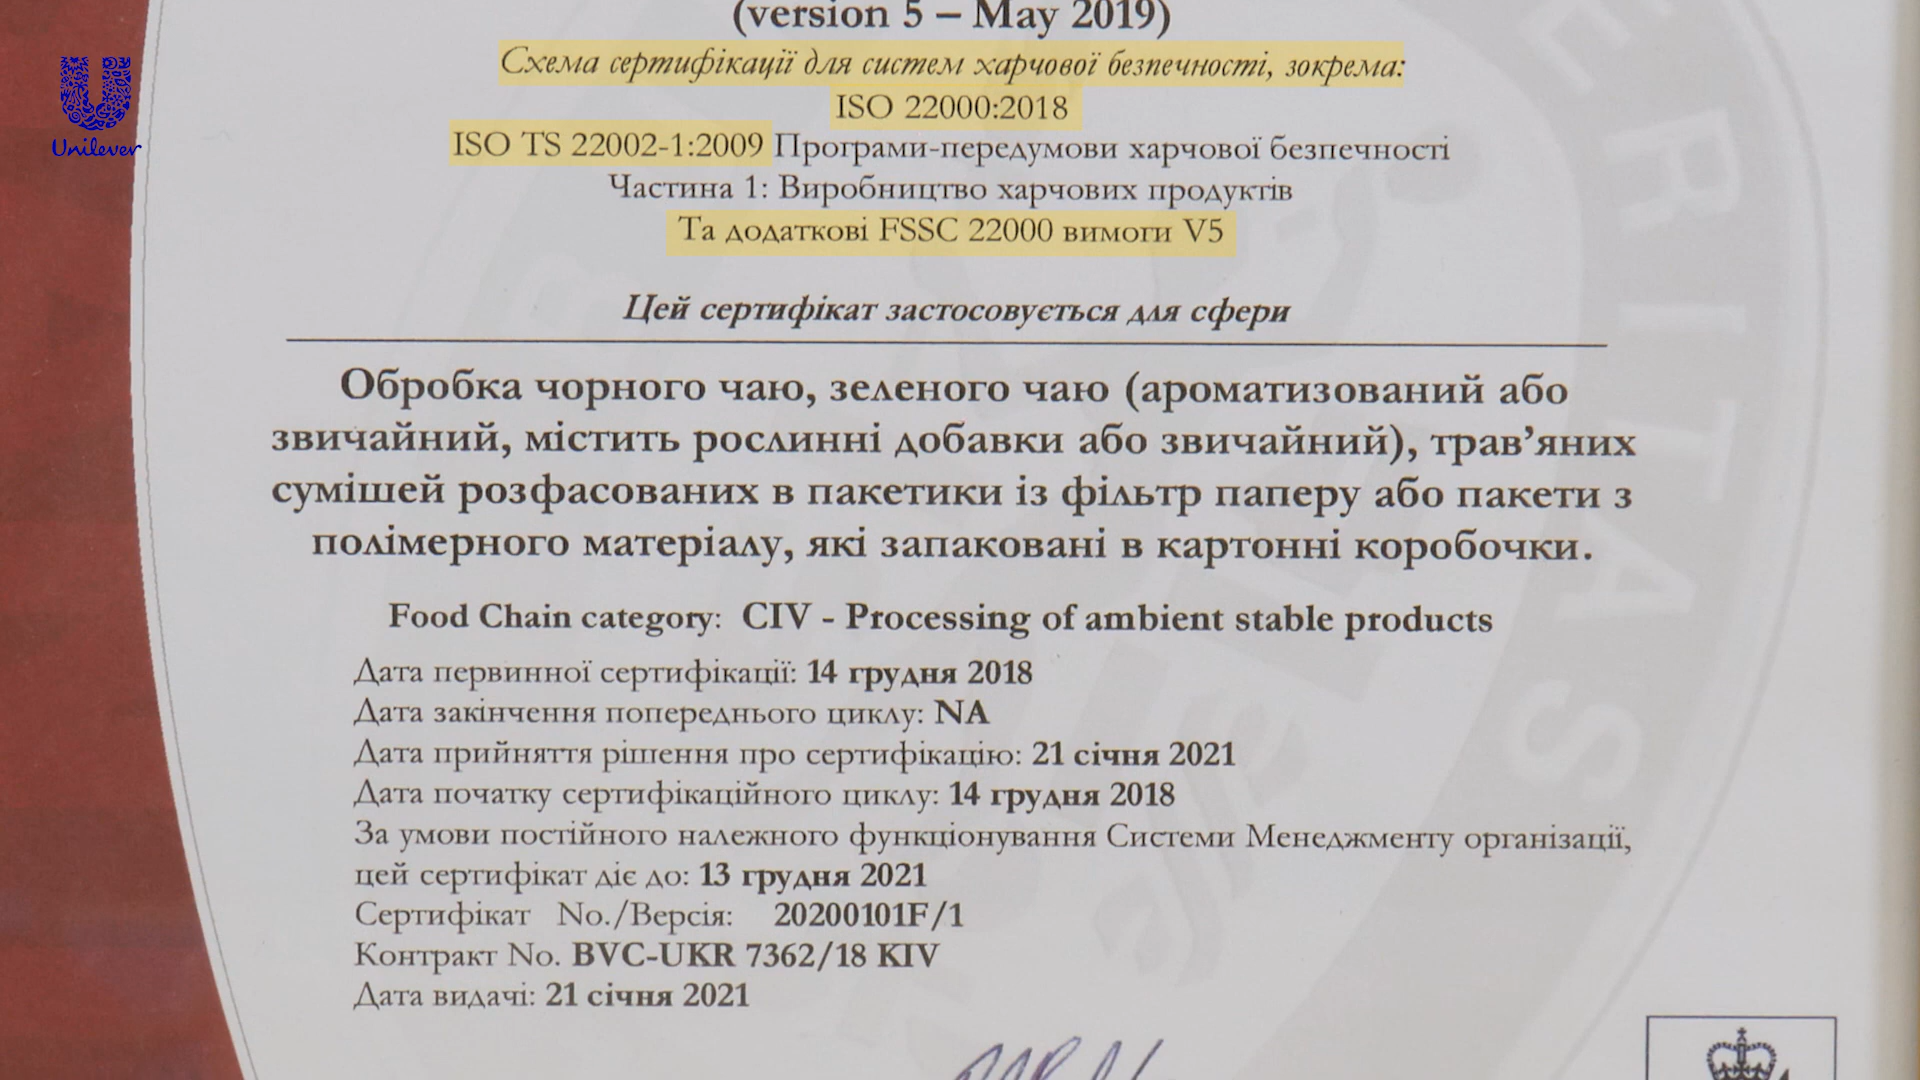 (version 5 – May 2019)
Схема сертифікації для систем харчової безпечності, зокрема:
ISO 22000:2018
ISO TS 22002-1:2009 Програми-передумови харчової безпечності
Частина 1: Виробництво харчових продуктів
Та додаткові FSSC 22000 вимоги V5
Цей сертифікат застосовується для сфери
Обробка чорного чаю, зеленого чаю (ароматизований або
звичайний, містить рослинні добавки або звичайний), трав’яних
сумішей розфасованих в пакетики із фільтр паперу або пакети з
полімерного матеріалу, які запаковані в картонні коробочки.
Food Chain category: CIV - Processing of ambient stable products
Дата первинної сертифікації: 14 грудня 2018
Дата закінчення попереднього циклу: NA
Дата прийняття рішення про сертифікацію: 21 січня 2021
Дата початку сертифікаційного циклу: 14 грудня 2018
За умови постійного належного функціонування Системи Менеджменту організації,
цей сертифікат діє до: 13 грудня 2021
Сертифікат No./Версія: 20200101F/1
Контракт No. BVC-UKR 7362/18 KIV
Дата видачі: 21 січня 2021
Unilever